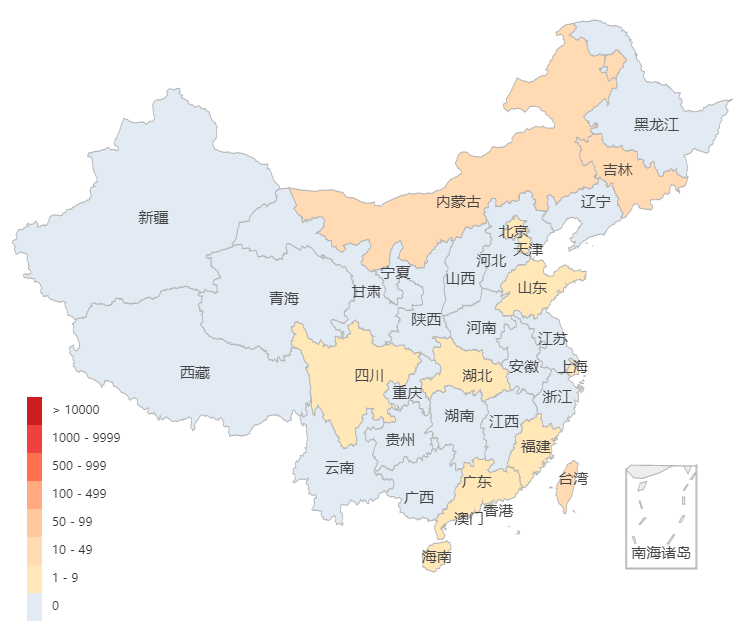 黑龙江
吉林
内蒙古
辽宁
新疆
北京
天津
河北
宁夏
山西
青海
甘肃
山东
陕西
河南
江苏
西藏
四川
湖北
安徽
上海
重庆
浙江
湖南
江西
贵州
福建
云南
广东
台湾
广西
香港
澳门
海南
南海诸岛
> 10000
1000 - 9999
500 - 999
100 - 499
50 - 99
10 - 49
1 - 9
0